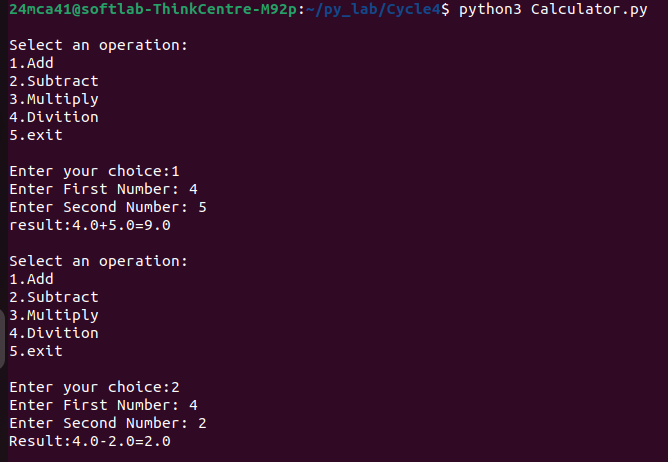 24mca41@softlab-ThinkCentre-M92p:~/py_lab/Cycle4$ python3 Calculator.py
Select an operation:
1.Add
2.Subtract
3.Multiply
4.Divition
5.exit
Enter your choice:1
Enter First Number: 4
Enter Second Number: 5
result:4.0+5.0=9.0
Select an operation:
1.Add
2.Subtract
3.Multiply
4.Divition
5.exit
Enter your choice:2
Enter First Number: 4
Enter Second Number: 2
Result:4.0-2.0=2.0